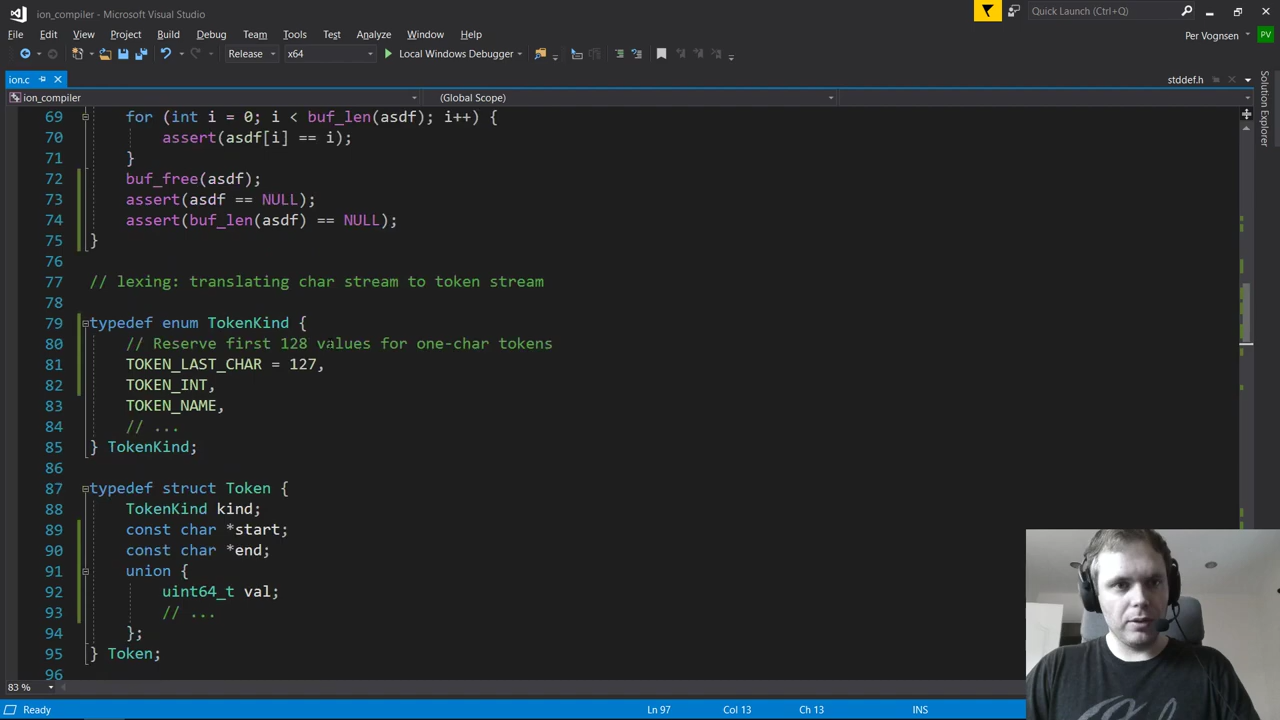 ion_compiler - Microsoft Visual Studio
Quick Launch (Ctrl+Q)
File Edit View Project Build Debug Team Tools Test Analyze Window Help
Per Vognsen PV
Release x64 Local Windows Debugger
ion.c stddef.h
ion_compiler (Global Scope)
69 for (int i = 0; i < buf_len(asdf); i++) {
70 assert(asdf[i] == i);
71 }
72 buf_free(asdf);
73 assert(asdf == NULL);
74 assert(buf_len(asdf) == NULL);
75 }
76
77 // lexing: translating char stream to token stream
78
79 typedef enum TokenKind {
80 // Reserve first 128 values for one-char tokens
81 TOKEN_LAST_CHAR = 127,
82 TOKEN_INT,
83 TOKEN_NAME,
84 // ...
85 } TokenKind;
86
87 typedef struct Token {
88 TokenKind kind;
89 const char *start;
90 const char *end;
91 union {
92 uint64_t val;
93 // ...
94 };
95 } Token;
96
83 %
Ready Ln 97 Col 13 Ch 13 INS
Solution Explorer